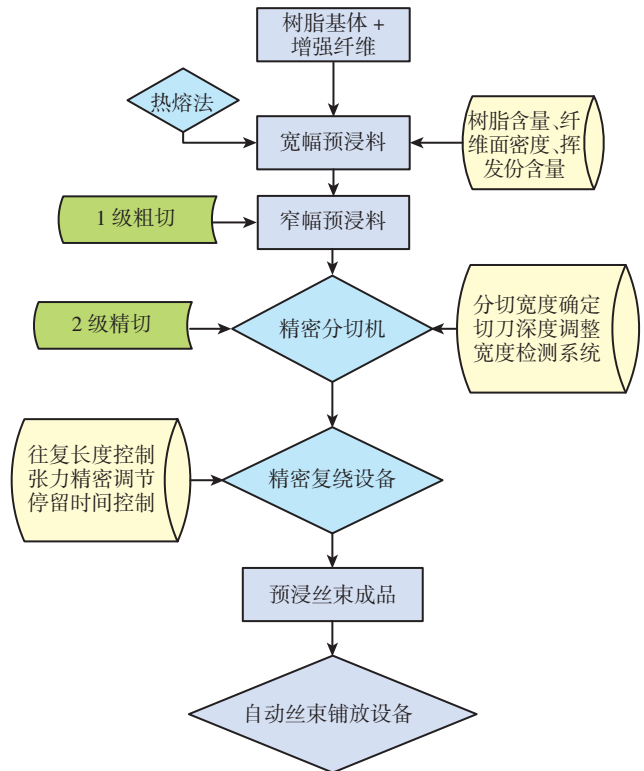 树脂基体 +
增强纤维
热熔法
宽幅预浸料
树脂含量、纤
维面密度、挥
发份含量
1 级粗切
窄幅预浸料
2 级精切
精密分切机
分切宽度确定
切刀深度调整
宽度检测系统
往复长度控制
张力精密调节
停留时间控制
精密复绕设备
预浸丝束成品
自动丝束铺放设备